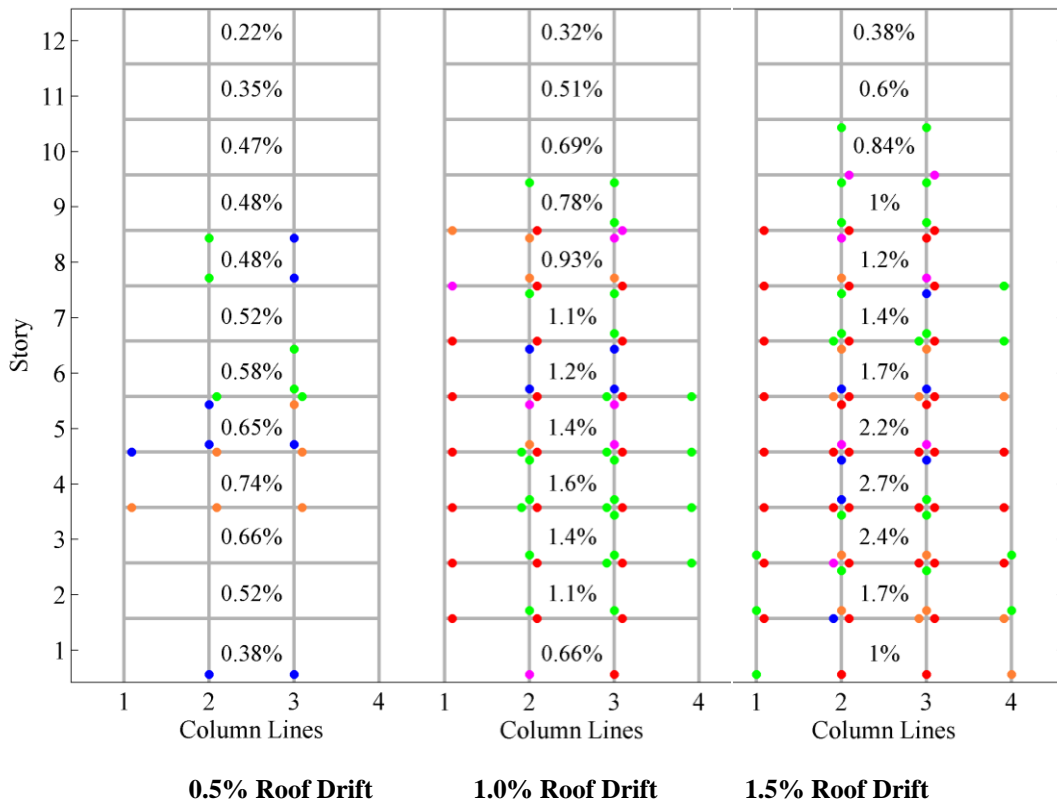 12 0.22% 0.32% 0.38%
11 0.35% 0.51% 0.6%
10 0.47% 0.69% 0.84%
9 0.48% 0.78% 1%
8 0.48% 0.93% 1.2%
7 0.52% 1.1% 1.4%
Story
6 0.58% 1.2% 1.7%
5 0.65% 1.4% 2.2%
4 0.74% 1.6% 2.7%
3 0.66% 1.4% 2.4%
2 0.52% 1.1% 1.7%
1 0.38% 0.66% 1%
1 2 3 4 1 2 3 4 1 2 3 4
Column Lines Column Lines Column Lines
0.5% Roof Drift 1.0% Roof Drift 1.5% Roof Drift